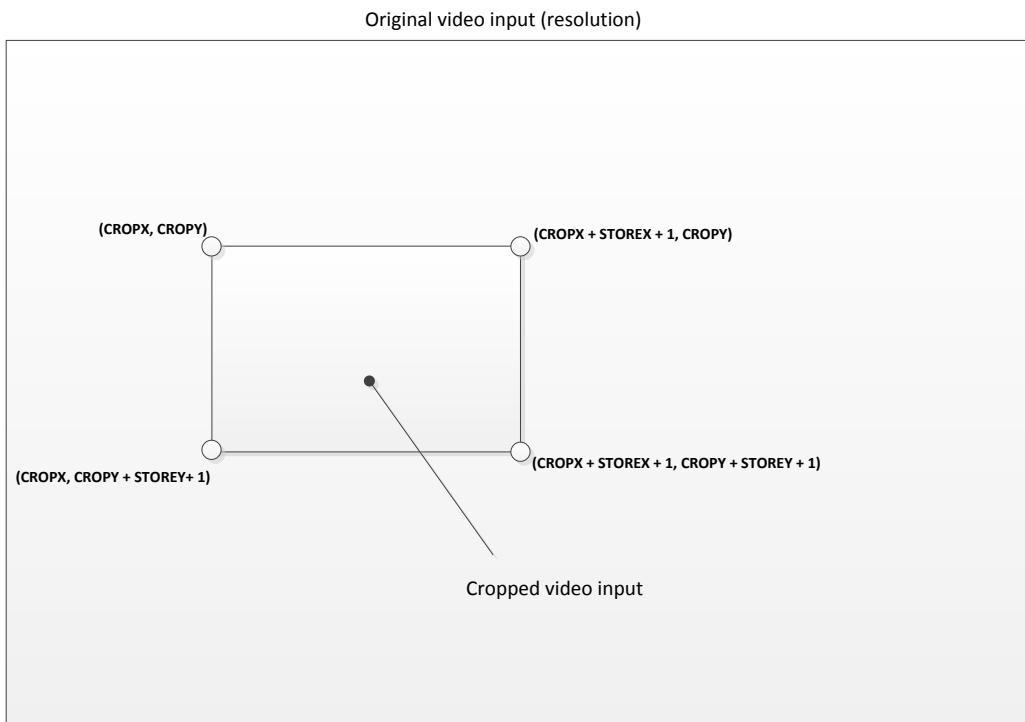 Original video input (resolution)
(CROPX, CROPY)
(CROPX + STOREX + 1, CROPY)
(CROPX + STOREX + 1, CROPY + STOREY + 1)
(CROPX, CROPY + STOREY+ 1)
Cropped video input